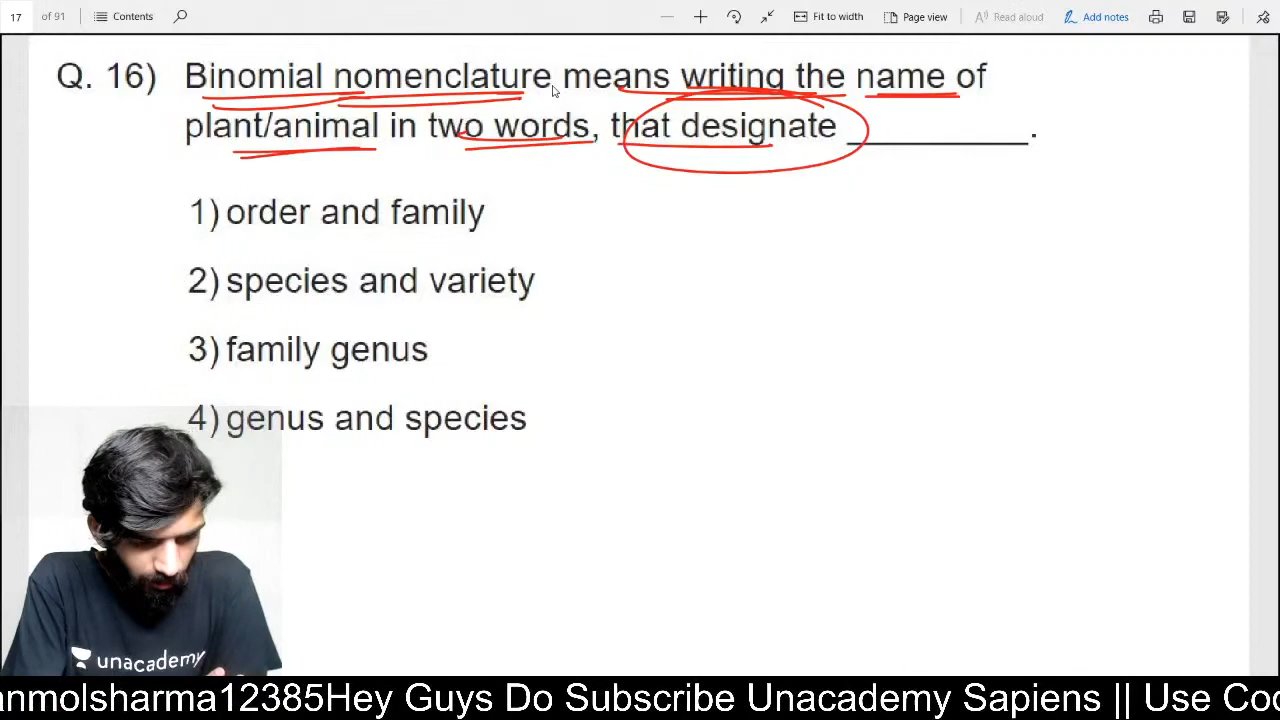 17 of 91 Contents Fit to width Page view Read aloud Add notes
Q. 16) Binomial nomenclature means writing the name of
plant/animal in two words, that designate __________.
1) order and family
2) species and variety
3) family genus
4) genus and species
unacademy
anmolsharma12385Hey Guys Do Subscribe Unacademy Sapiens || Use Co